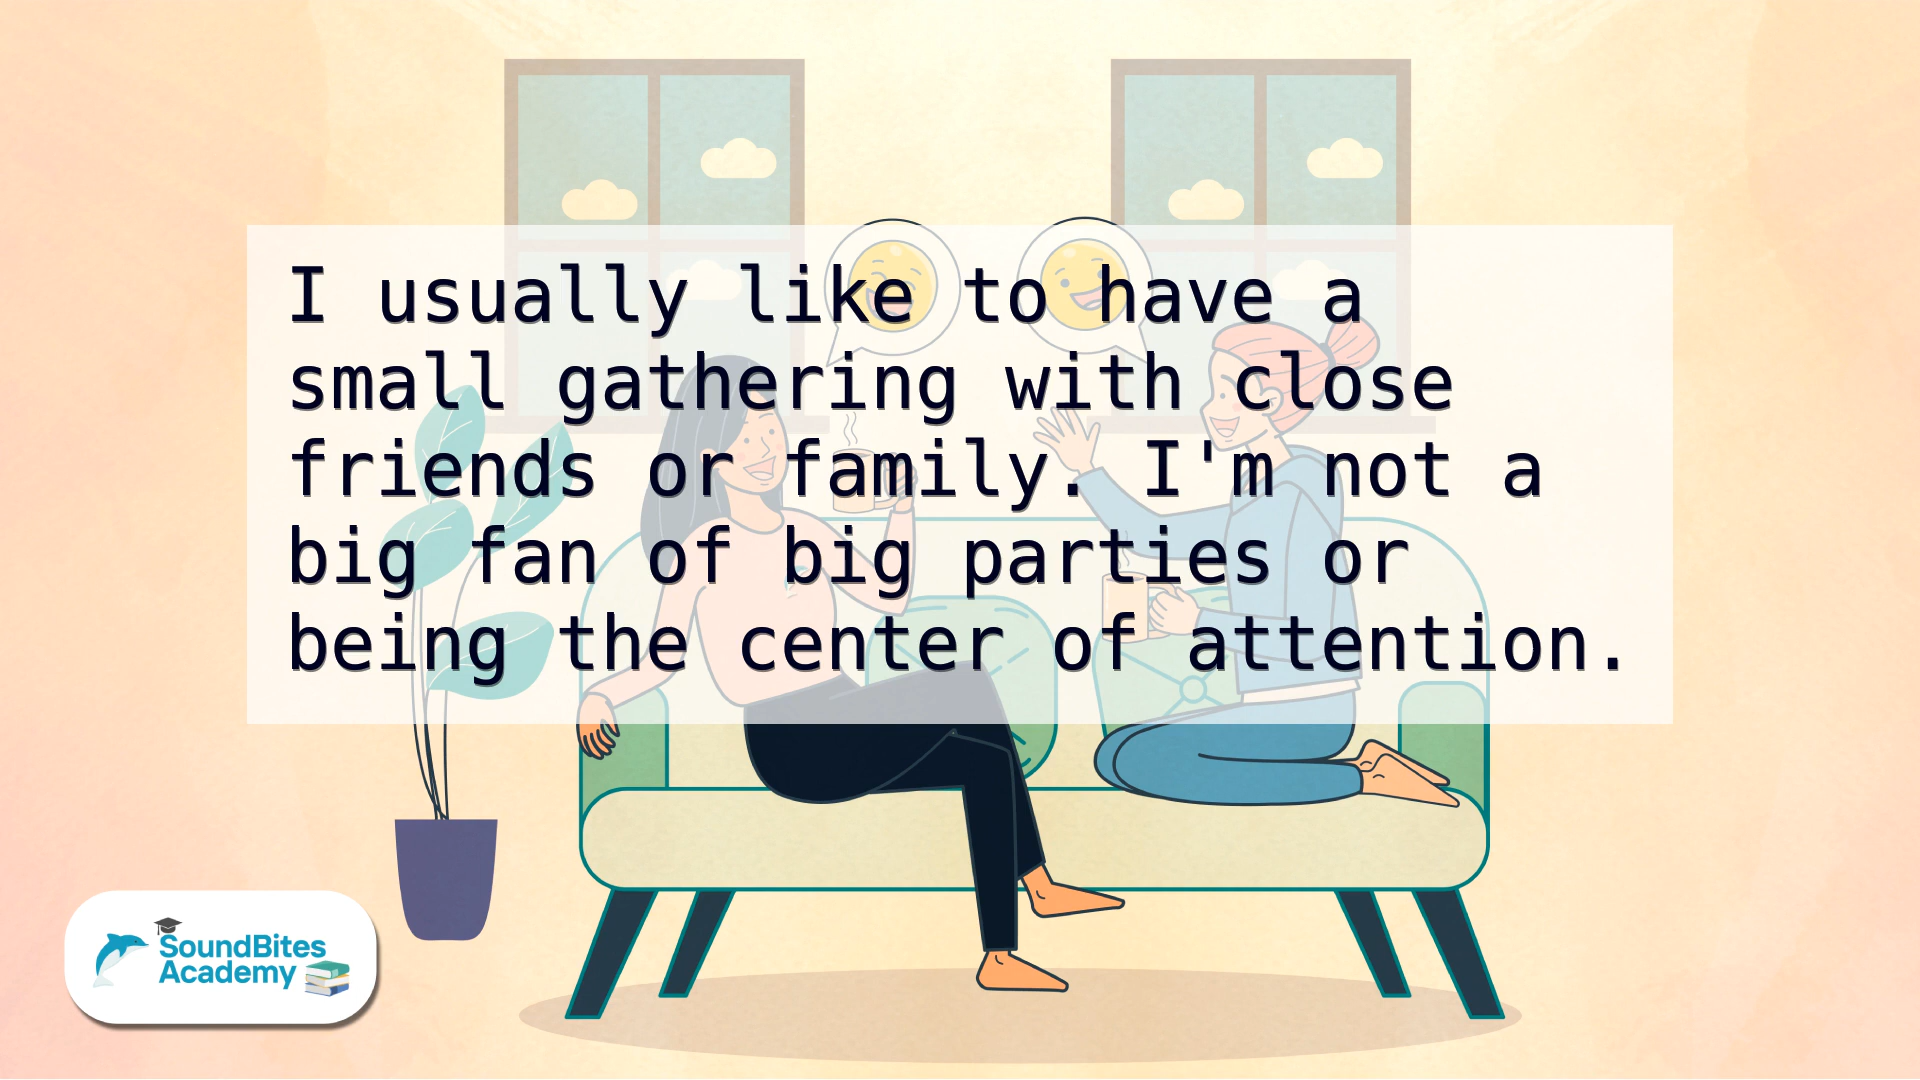 I usually like to have a
small gathering with close
friends or family. I'm not a
big fan of big parties or
being the center of attention.
SoundBites
Academy